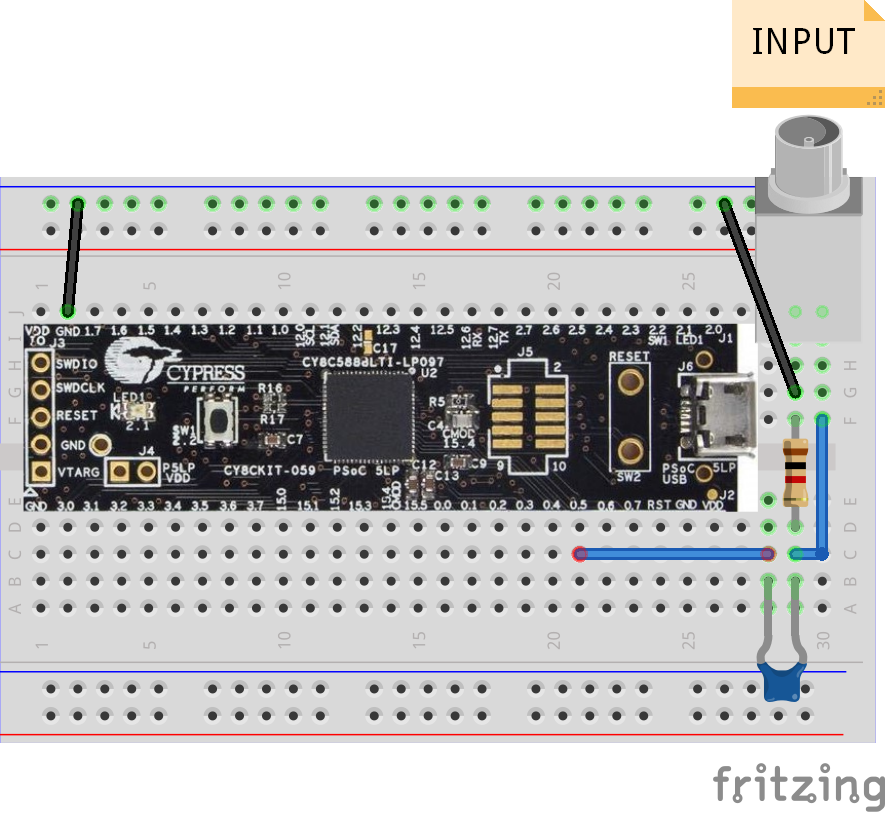 INPUT
1 5 10 15 20 25
J I H G F
H G F
VDD GND 1.7 1.6 1.5 1.4 1.3 1.2 1.1 1.0 12.0 12.1 12.2 12.3 12.4 12.5 12.6 12.7 2.7 2.6 2.5 2.4 2.3 2.2 2.1 2.0
SCL SDA RX TX SW1 LED1 J1
TO J3
SWDIO
SWDCLK
RESET
GND
VTARG
LED1
2.1
J4
P5LP
VDD
CYPRESS
PERFORM
SW1
2.2
R16
R17
C7
CY8CKIT-059
C17
CY8C5888LTI-LP097
U2
PSoC 5LP
R5
C4
CMOD
15.4
C9
C12
C13
J5
2
9
10
RESET
SW2
J6
PSoC 5LP
USB
J2
GND 3.0 3.1 3.2 3.3 3.4 3.5 3.6 3.7 15.0 15.1 15.2 15.3 15.4 15.5 0.0 0.1 0.2 0.3 0.4 0.5 0.6 0.7 RST GND VDD
CMOD
E D C B A
E D C B A
1 5 10 15 20 25 30
fritzing